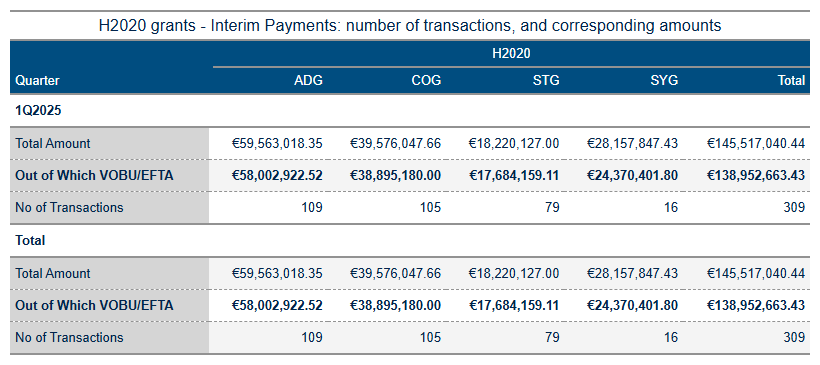 H2020 grants - Interim Payments: number of transactions, and corresponding amounts
H2020
Quarter ADG COG STG SYG Total
1Q2025
Total Amount €59,563,018.35 €39,576,047.66 €18,220,127.00 €28,157,847.43 €145,517,040.44
Out of Which VOBU/EFTA €58,002,922.52 €38,895,180.00 €17,684,159.11 €24,370,401.80 €138,952,663.43
No of Transactions 109 105 79 16 309
Total
Total Amount €59,563,018.35 €39,576,047.66 €18,220,127.00 €28,157,847.43 €145,517,040.44
Out of Which VOBU/EFTA €58,002,922.52 €38,895,180.00 €17,684,159.11 €24,370,401.80 €138,952,663.43
No of Transactions 109 105 79 16 309